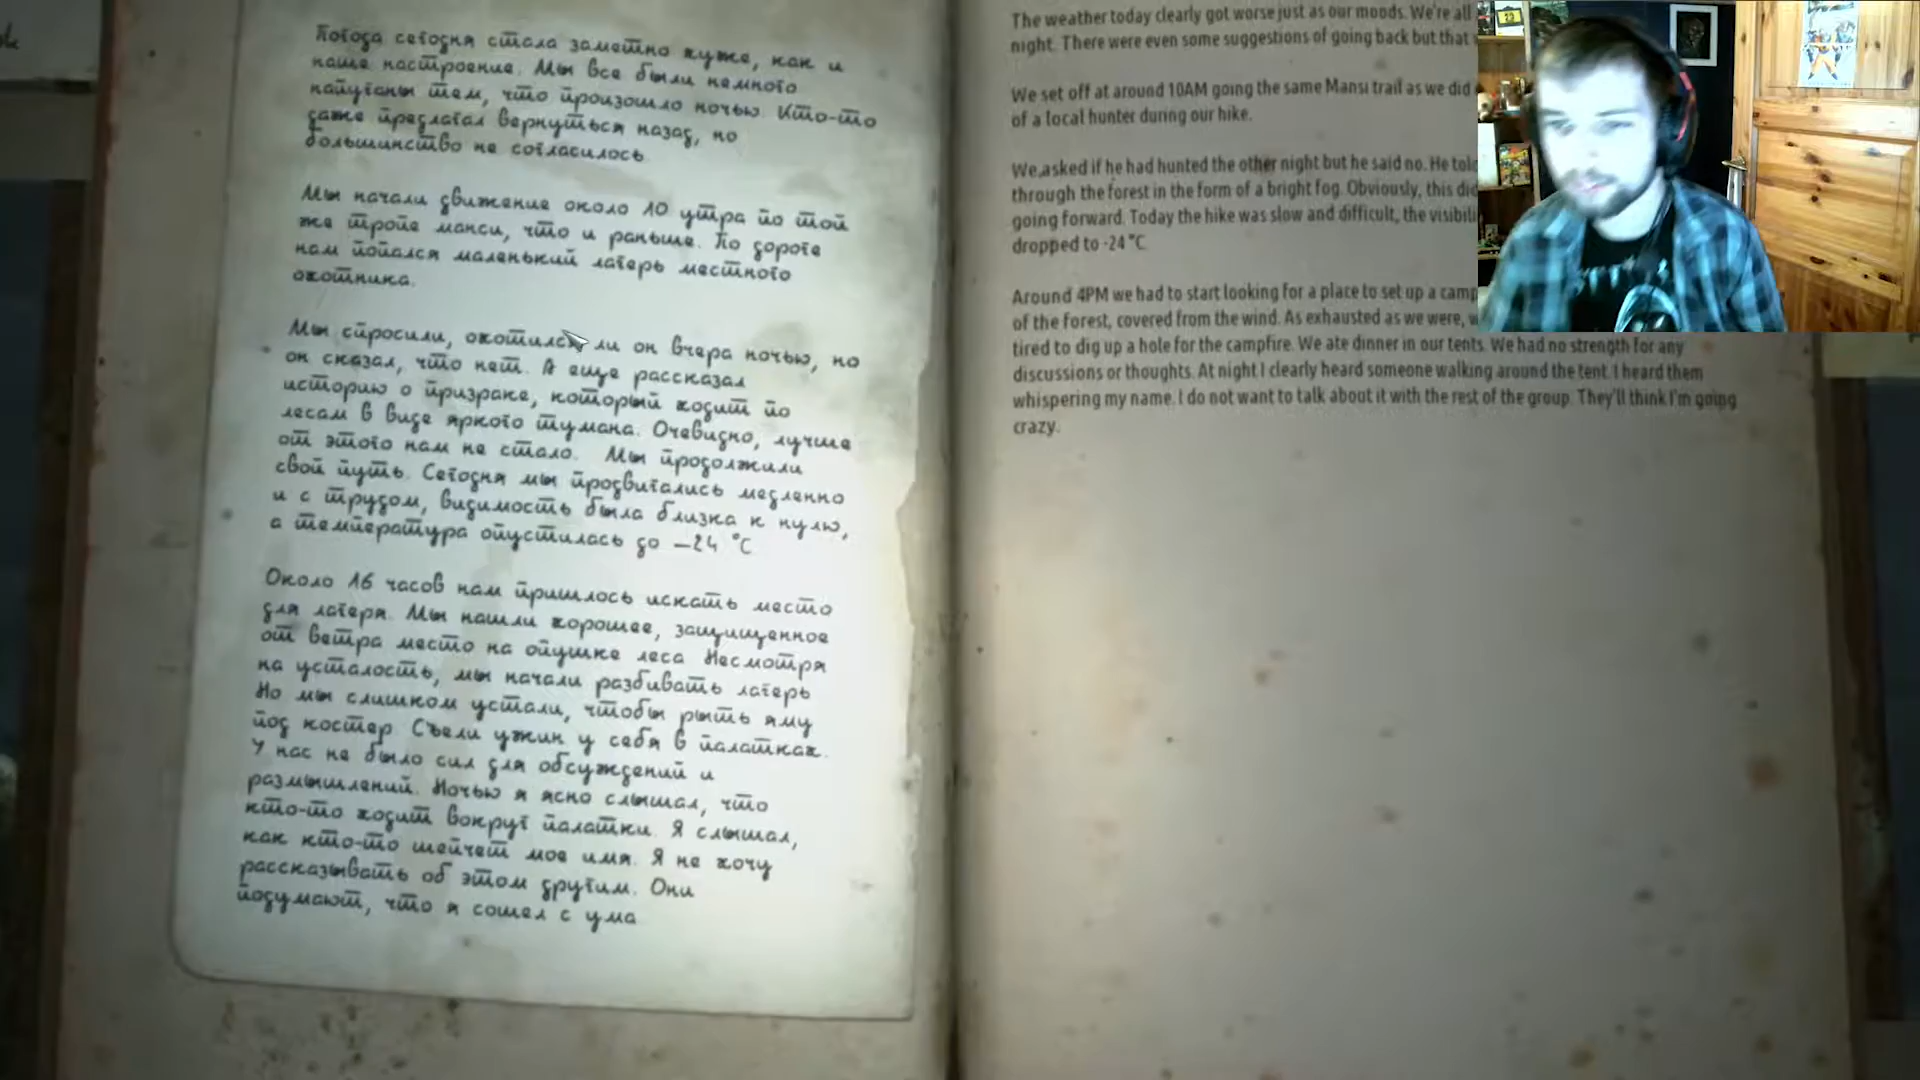 Погода сегодня стала заметно хуже, как и
наше настроение. Мы все были немного
напуганы тем, что произошло ночью. Кто-то
даже предлагал вернуться назад, но
большинство не согласилось
Мы начали движение около 10 утра по той
же тропе манси, что и раньше. По дороге
нам попался маленький лагерь местного
охотника.
Мы спросили, охотился ли он вчера ночью, но
он сказал, что нет. А еще рассказал
историю о призраке, который ходит по
лесам в виде яркого тумана. Очевидно, лучше
от этого нам не стало. Мы продолжили
свой путь. Сегодня мы продвигались медленно
и с трудом, видимость была близка к нулю,
а температура опустилась до -24 °C
Около 16 часов нам пришлось искать место
для лагеря. Мы нашли хорошее, защищенное
от ветра место на опушке леса Несмотря
на усталость, мы начали разбивать лагерь
Но мы слишком устали, чтобы рыть яму
под костер Съели ужин у себя в палатках.
У нас не было сил для обсуждений и
размышлений. Ночью я ясно слышал, что
кто-то ходит вокруг палатки. Я слышал,
как кто-то шепчет мое имя. Я не хочу
рассказывать об этом другим. Они
подумают, что я сошел с ума
The weather today clearly got worse just as our moods. We're all
night. There were even some suggestions of going back but that
We set off at around 10AM going the same Mansi trail as we did
of a local hunter during our hike.
We asked if he had hunted the other night but he said no. He told
through the forest in the form of a bright fog. Obviously, this
going forward. Today the hike was slow and difficult, the
dropped to -24 °C
Around 4PM we had to start looking for a place to set up a camp
of the forest, covered from the wind. As exhausted as we were,
tired to dig up a hole for the campfire. We ate dinner in our tents. We had no strength for any
discussions or thoughts. At night I clearly heard someone walking around the tent. I heard them
whispering my name. I do not want to talk about it with the rest of the group. They'll think I'm going
crazy.